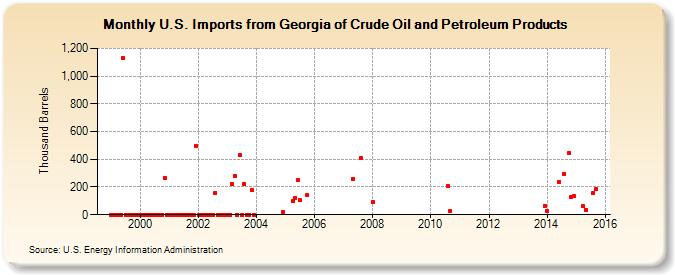 Monthly U.S. Imports from Georgia of Crude Oil and Petroleum Products
Thousand Barrels
1,200
1,000
800
600
400
200
0
2000 2002 2004 2006 2008 2010 2012 2014 2016
Source: U.S. Energy Information Administration